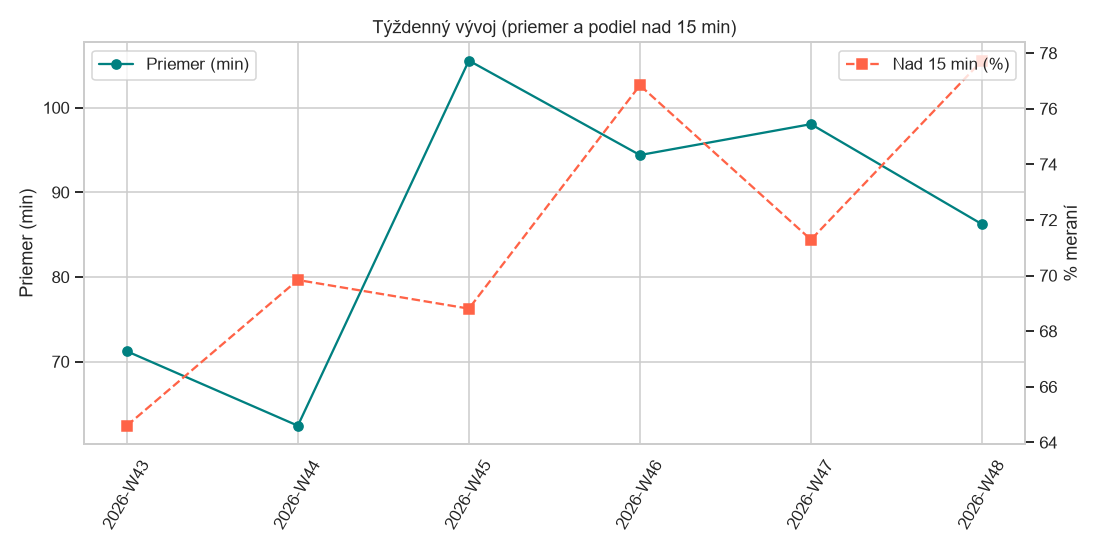 Týždenný vývoj (priemer a podiel nad 15 min)
Priemer (min)
Nad 15 min (%)
100
90
80
70
Priemer (min)
78
76
74
72
70
68
66
64
% meraní
2026-W43
2026-W44
2026-W45
2026-W46
2026-W47
2026-W48